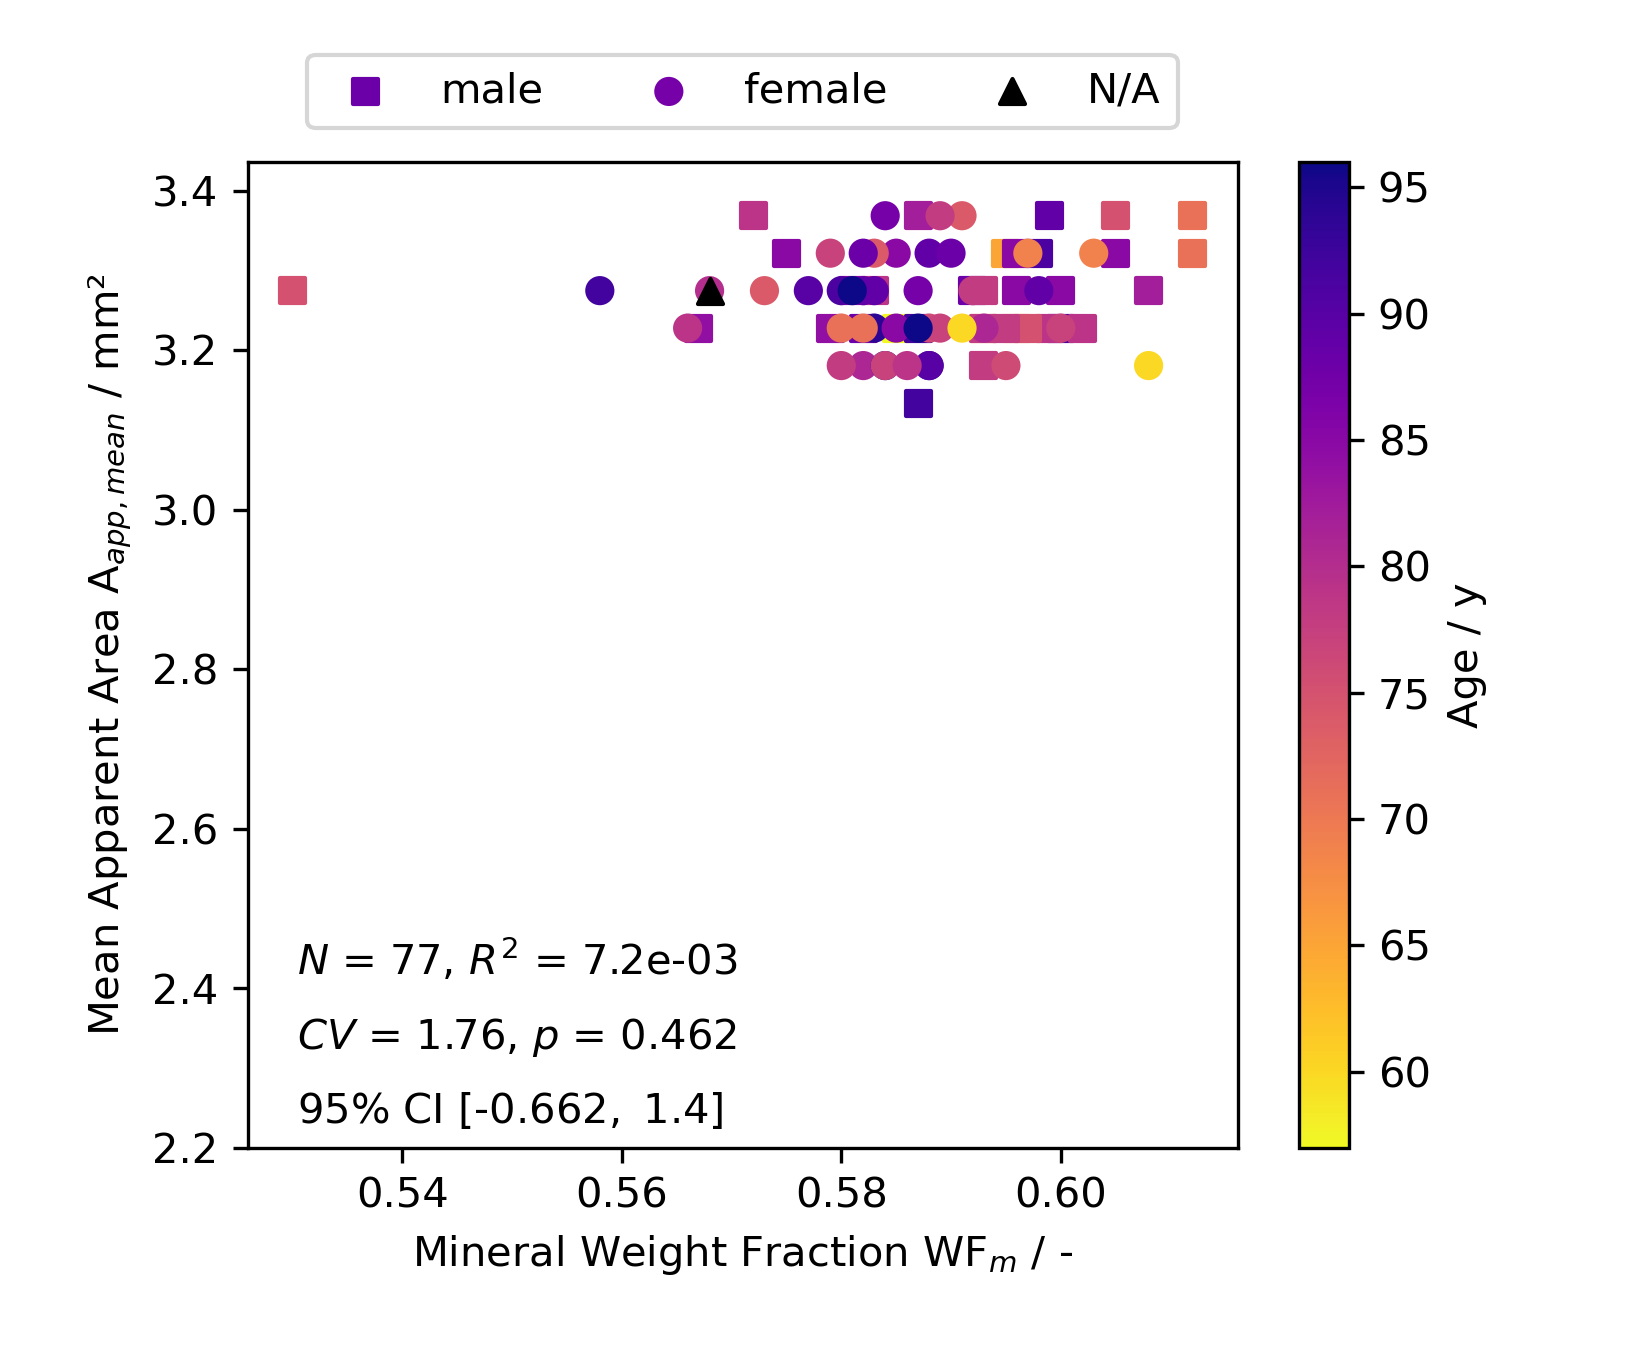 male female N/A
3.4
3.2
3.0
2.8
2.6
2.4
2.2
Mean Apparent Area A_app,mean / mm²
N = 77, R² = 7.2e-03
CV = 1.76, p = 0.462
95% CI [-0.662, 1.4]
0.54 0.56 0.58 0.60
Mineral Weight Fraction WF_m / -
95
90
85
80
75
70
65
60
Age / y